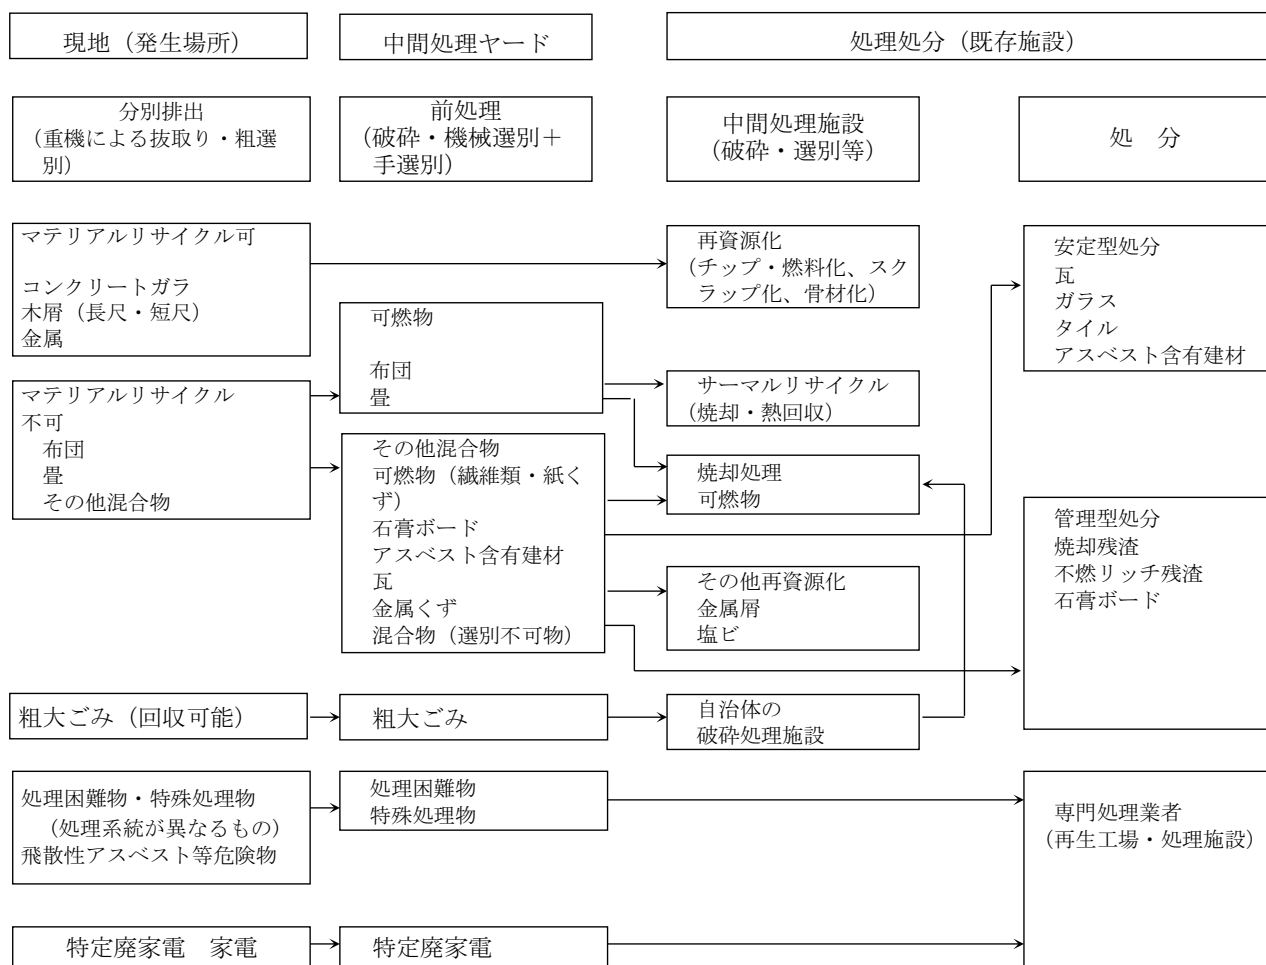 現地（発生場所）
中間処理ヤード
処理処分（既存施設）
分別排出
（重機による抜取り・粗選
別）
前処理
（破砕・機械選別＋
手選別）
中間処理施設
（破砕・選別等）
処　分
マテリアルリサイクル可
コンクリートガラ
木屑（長尺・短尺）
金属
再資源化
（チップ・燃料化、スク
ラップ化、骨材化）
安定型処分
瓦
ガラス
タイル
アスベスト含有建材
可燃物
布団
畳
マテリアルリサイクル
不可
布団
畳
その他混合物
サーマルリサイクル
（焼却・熱回収）
その他混合物
可燃物（繊維類・紙く
ず）
石膏ボード
アスベスト含有建材
瓦
金属くず
混合物（選別不可物）
焼却処理
可燃物
その他再資源化
金属屑
塩ビ
管理型処分
焼却残渣
不燃リッチ残渣
石膏ボード
粗大ごみ（回収可能）
粗大ごみ
自治体の
破砕処理施設
処理困難物・特殊処理物
（処理系統が異なるもの）
飛散性アスベスト等危険物
処理困難物
特殊処理物
専門処理業者
（再生工場・処理施設）
特定廃家電　家電
特定廃家電